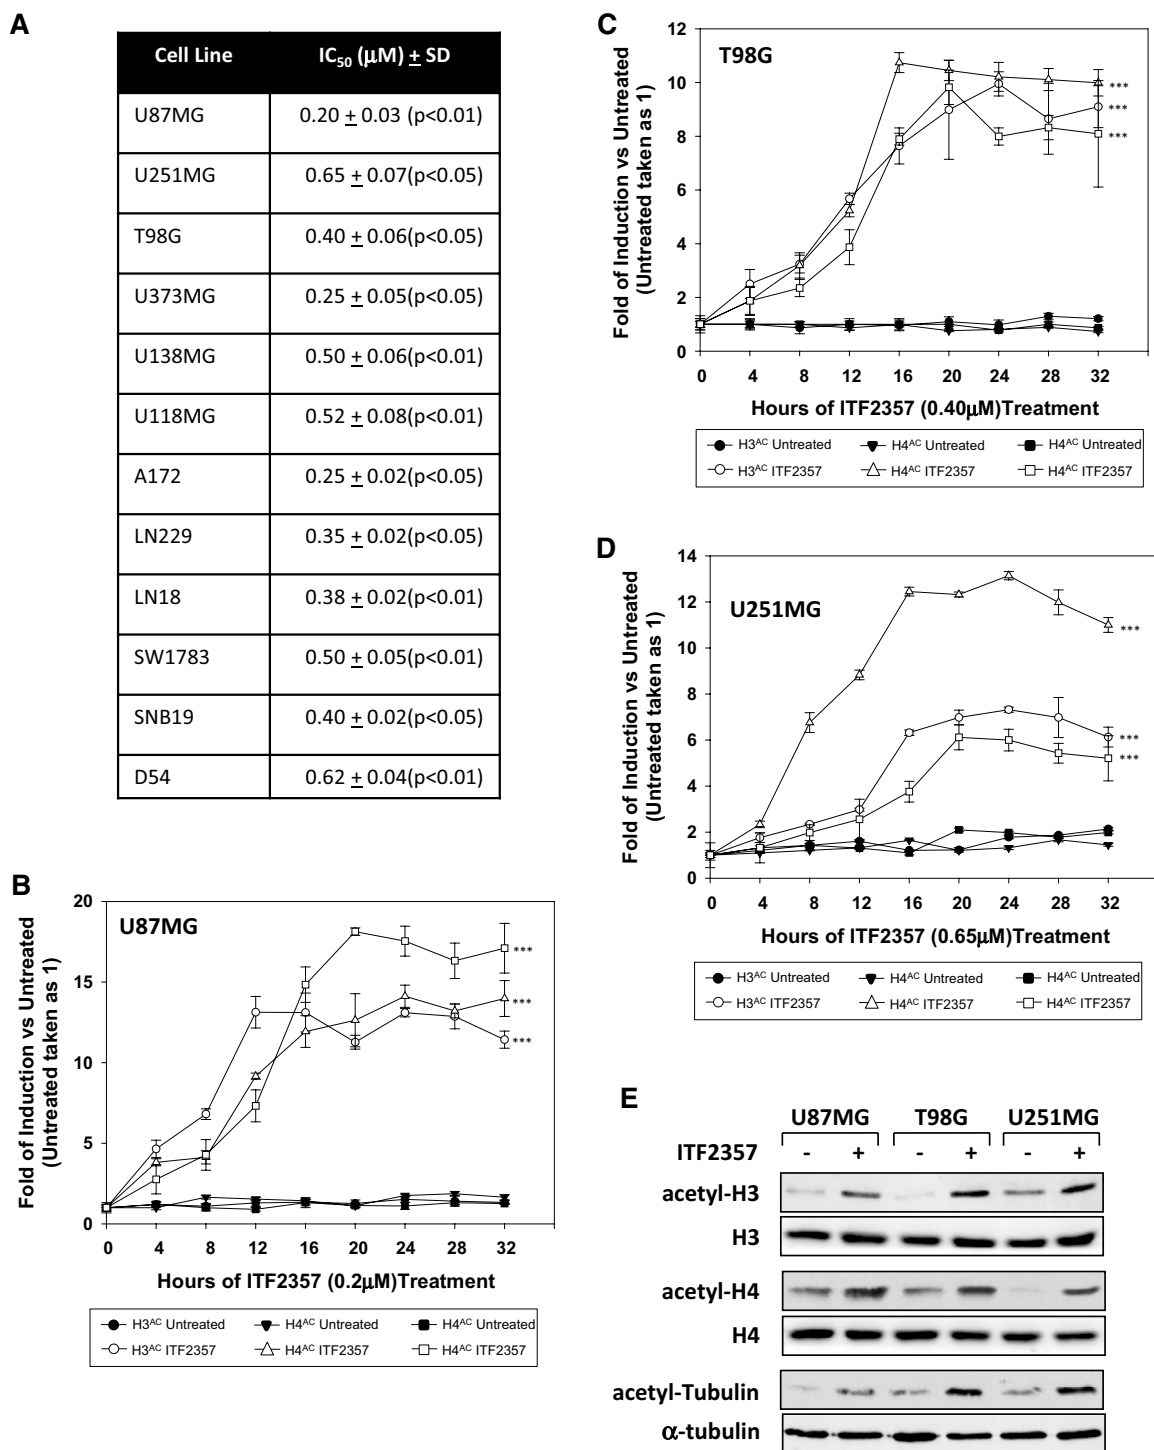 A
Cell Line IC50 (μM) ± SD
U87MG 0.20 ± 0.03 (p<0.01)
U251MG 0.65 ± 0.07(p<0.05)
T98G 0.40 ± 0.06(p<0.05)
U373MG 0.25 ± 0.05(p<0.05)
U138MG 0.50 ± 0.06(p<0.01)
U118MG 0.52 ± 0.08(p<0.01)
A172 0.25 ± 0.02(p<0.05)
LN229 0.35 ± 0.02(p<0.05)
LN18 0.38 ± 0.02(p<0.01)
SW1783 0.50 ± 0.05(p<0.01)
SNB19 0.40 ± 0.02(p<0.05)
D54 0.62 ± 0.04(p<0.01)
B
U87MG
Fold of Induction vs Untreated
(Untreated taken as 1)
20
15
10
5
0
***
***
***
0 4 8 12 16 20 24 28 32
Hours of ITF2357 (0.2μM)Treatment
H3AC Untreated H4AC Untreated H4AC Untreated
H3AC ITF2357 H4AC ITF2357 H4AC ITF2357
C
T98G
Fold of Induction vs Untreated
(Untreated taken as 1)
12
10
8
6
4
2
0
***
***
***
0 4 8 12 16 20 24 28 32
Hours of ITF2357 (0.40μM)Treatment
H3AC Untreated H4AC Untreated H4AC Untreated
H3AC ITF2357 H4AC ITF2357 H4AC ITF2357
D
U251MG
Fold of Induction vs Untreated
(Untreated taken as 1)
14
12
10
8
6
4
2
0
***
***
***
0 4 8 12 16 20 24 28 32
Hours of ITF2357 (0.65μM)Treatment
H3AC Untreated H4AC Untreated H4AC Untreated
H3AC ITF2357 H4AC ITF2357 H4AC ITF2357
E
U87MG T98G U251MG
ITF2357 - + - + - +
acetyl-H3
H3
acetyl-H4
H4
acetyl-Tubulin
α-tubulin